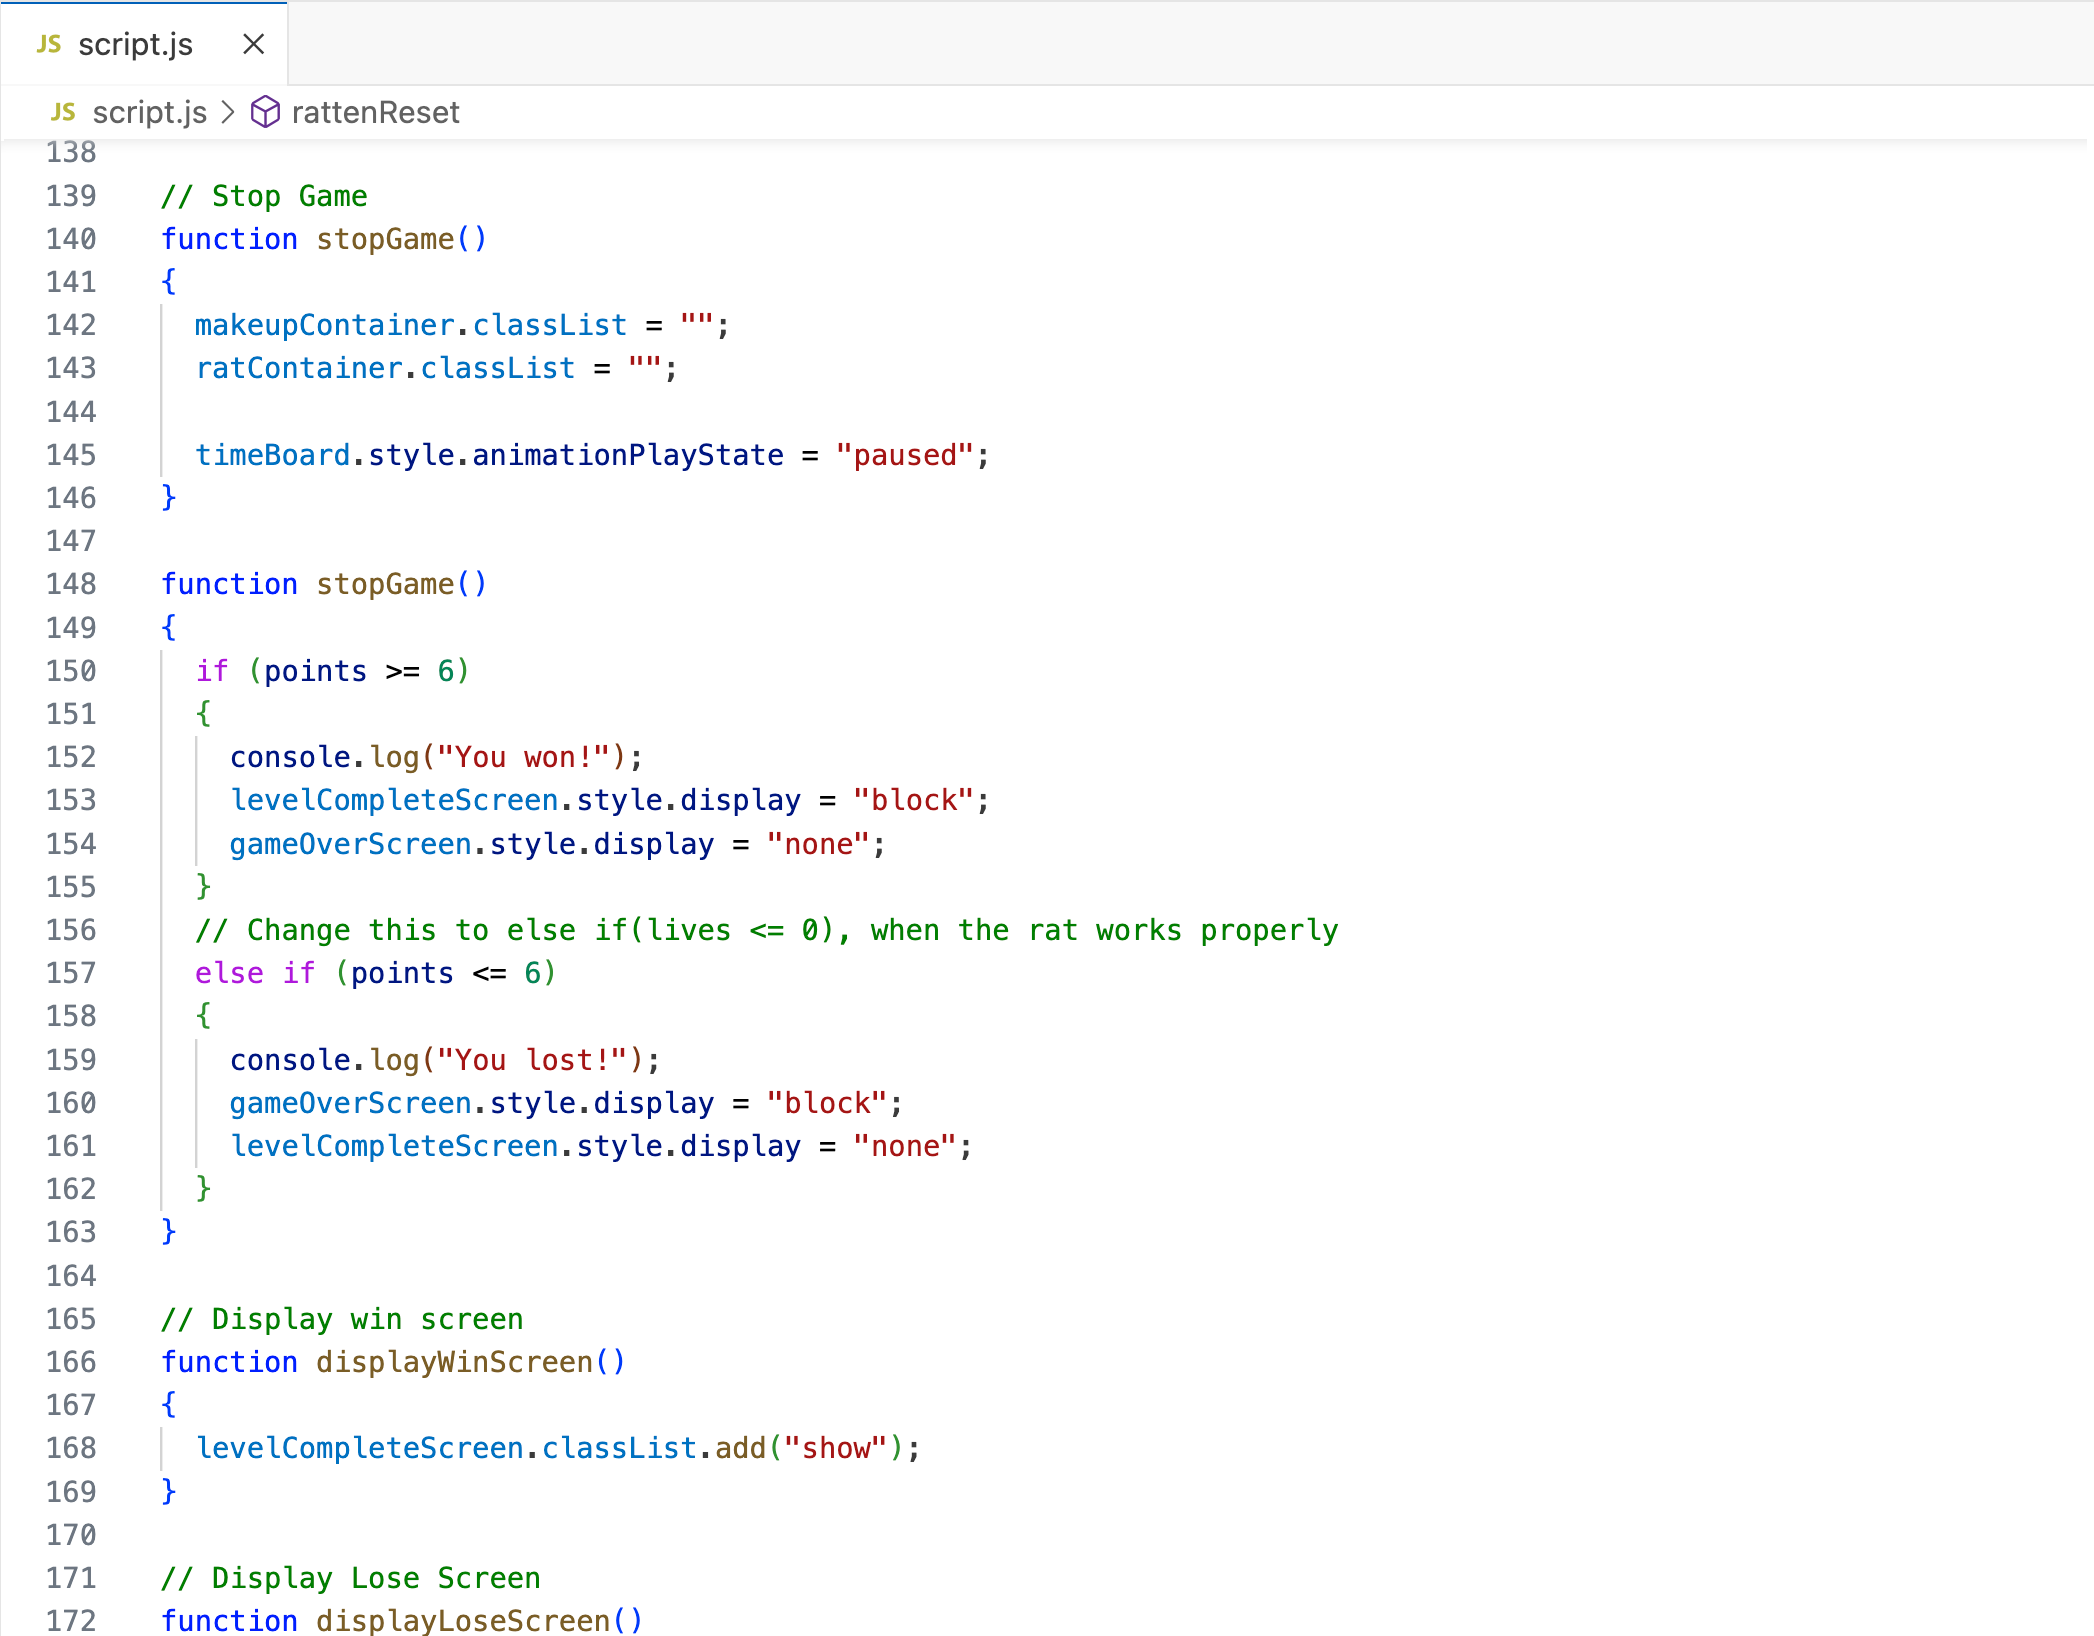 JS script.js ×
JS script.js > rattenReset
138
139 // Stop Game
140 function stopGame()
141 {
142   makeupContainer.classList = "";
143   ratContainer.classList = "";
144
145   timeBoard.style.animationPlayState = "paused";
146 }
147
148 function stopGame()
149 {
150   if (points >= 6)
151   {
152     console.log("You won!");
153     levelCompleteScreen.style.display = "block";
154     gameOverScreen.style.display = "none";
155   }
156   // Change this to else if(lives <= 0), when the rat works properly
157   else if (points <= 6)
158   {
159     console.log("You lost!");
160     gameOverScreen.style.display = "block";
161     levelCompleteScreen.style.display = "none";
162   }
163 }
164
165 // Display win screen
166 function displayWinScreen()
167 {
168   levelCompleteScreen.classList.add("show");
169 }
170
171 // Display Lose Screen
172 function displayLoseScreen()